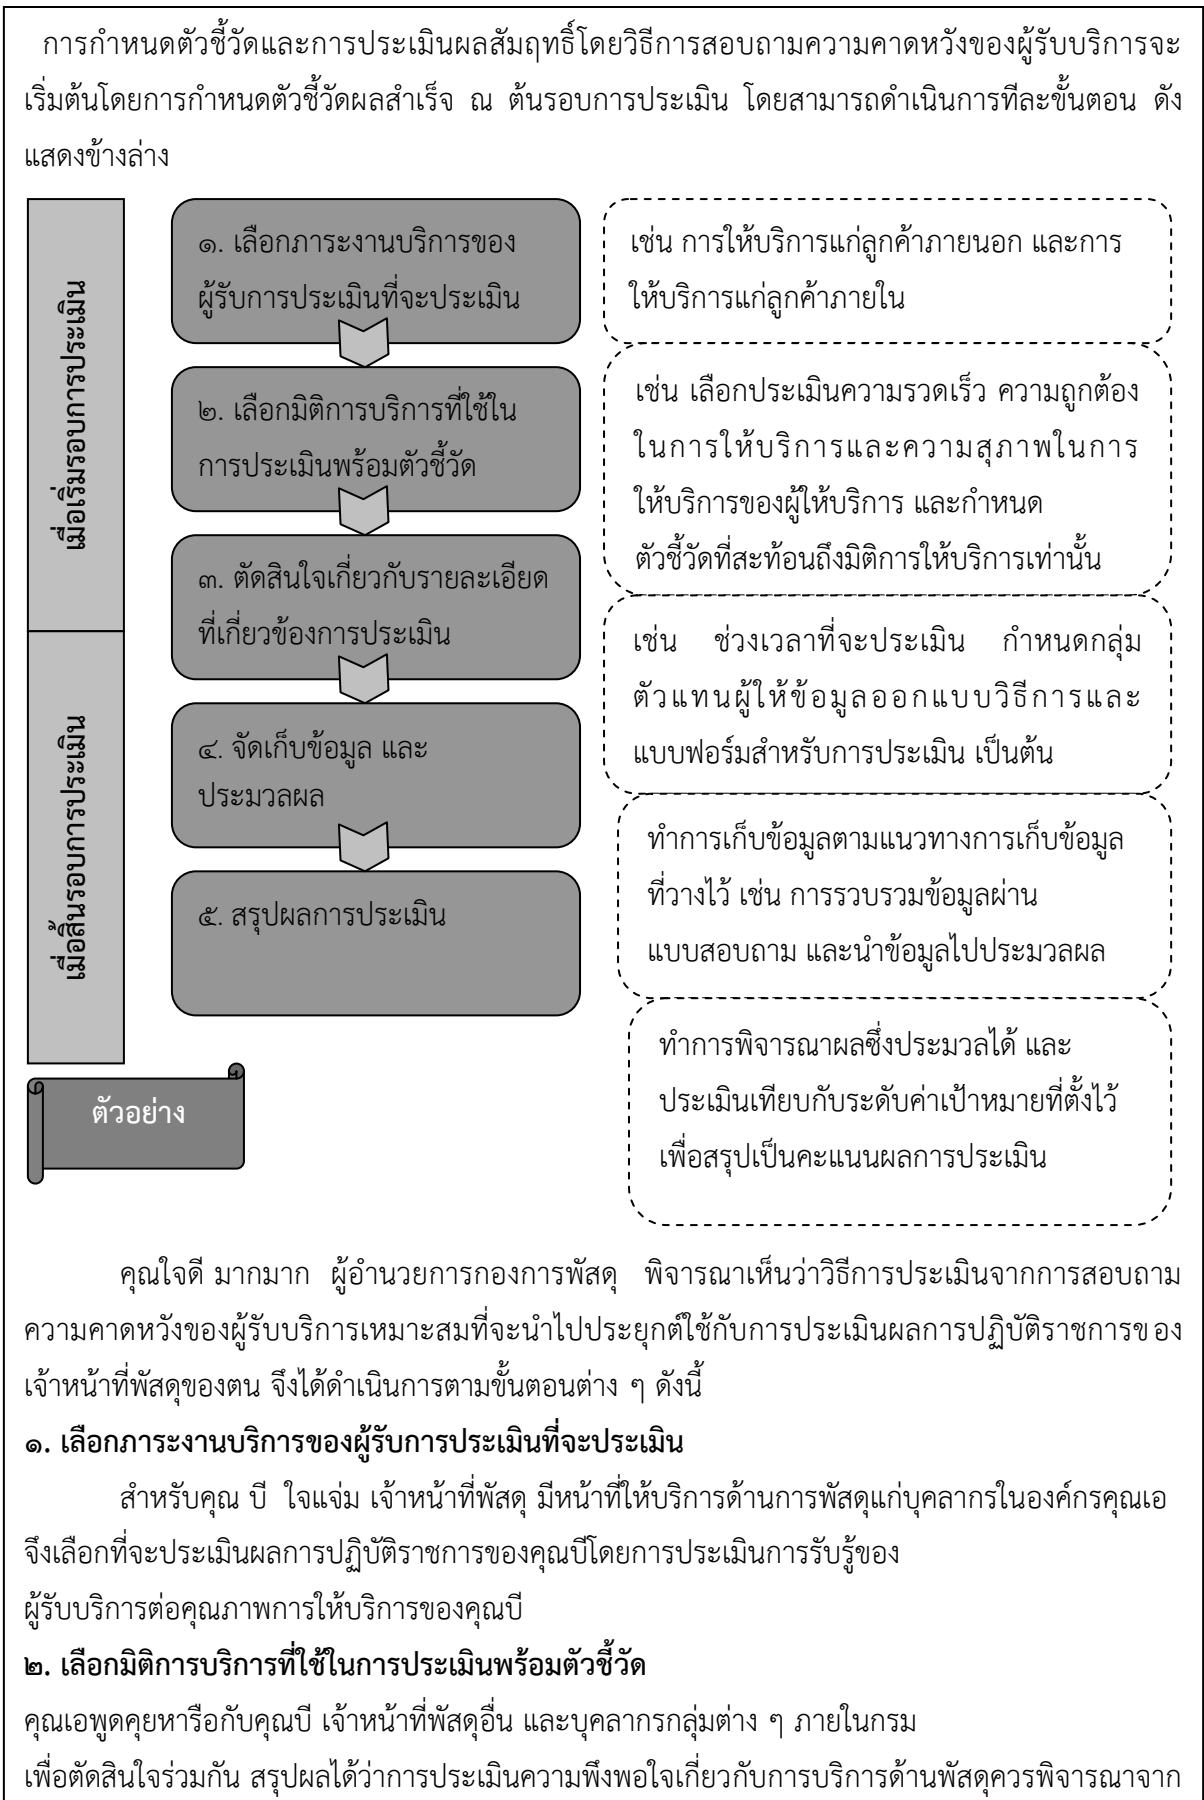 การกำหนดตัวชี้วัดและการประเมินผลสัมฤทธิ์โดยวิธีการสอบถามความคาดหวังของผู้รับบริการจะ
เริ่มต้นโดยการกำหนดตัวชี้วัดผลสำเร็จ ณ ต้นรอบการประเมิน โดยสามารถดำเนินการทีละขั้นตอน ดัง
แสดงข้างล่าง
เมื่อเริ่มรอบการประเมิน
๑. เลือกภาระงานบริการของ
ผู้รับการประเมินที่จะประเมิน
เช่น การให้บริการแก่ลูกค้าภายนอก และการ
ให้บริการแก่ลูกค้าภายใน
๒. เลือกมิติการบริการที่ใช้ใน
การประเมินพร้อมตัวชี้วัด
เช่น เลือกประเมินความรวดเร็ว ความถูกต้อง
ในการให้บริการและความสุภาพในการ
ให้บริการของผู้ให้บริการ และกำหนด
ตัวชี้วัดที่สะท้อนถึงมิติการให้บริการเท่านั้น
๓. ตัดสินใจเกี่ยวกับรายละเอียด
ที่เกี่ยวข้องการประเมิน
เช่น ช่วงเวลาที่จะประเมิน กำหนดกลุ่ม
ตัวแทนผู้ให้ข้อมูลออกแบบวิธีการและ
แบบฟอร์มสำหรับการประเมิน เป็นต้น
เมื่อสิ้นรอบการประเมิน
๔. จัดเก็บข้อมูล และ
ประมวลผล
ทำการเก็บข้อมูลตามแนวทางการเก็บข้อมูล
ที่วางไว้ เช่น การรวบรวมข้อมูลผ่าน
แบบสอบถาม และนำข้อมูลไปประมวลผล
๕. สรุปผลการประเมิน
ทำการพิจารณาผลซึ่งประมวลได้ และ
ประเมินเทียบกับระดับค่าเป้าหมายที่ตั้งไว้
เพื่อสรุปเป็นคะแนนผลการประเมิน
ตัวอย่าง
คุณใจดี มากมาก ผู้อำนวยการกองการพัสดุ พิจารณาเห็นว่าวิธีการประเมินจากการสอบถาม
ความคาดหวังของผู้รับบริการเหมาะสมที่จะนำไปประยุกต์ใช้กับการประเมินผลการปฏิบัติราชการของ
เจ้าหน้าที่พัสดุของตน จึงได้ดำเนินการตามขั้นตอนต่าง ๆ ดังนี้
๑. เลือกภาระงานบริการของผู้รับการประเมินที่จะประเมิน
สำหรับคุณ บี ใจแจ่ม เจ้าหน้าที่พัสดุ มีหน้าที่ให้บริการด้านการพัสดุแก่บุคลากรในองค์กรคุณเอ
จึงเลือกที่จะประเมินผลการปฏิบัติราชการของคุณบีโดยการประเมินการรับรู้ของ
ผู้รับบริการต่อคุณภาพการให้บริการของคุณบี
๒. เลือกมิติการบริการที่ใช้ในการประเมินพร้อมตัวชี้วัด
คุณเอพูดคุยหารือกับคุณบี เจ้าหน้าที่พัสดุอื่น และบุคลากรกลุ่มต่าง ๆ ภายในกรม
เพื่อตัดสินใจร่วมกัน สรุปผลได้ว่าการประเมินความพึงพอใจเกี่ยวกับการบริการด้านพัสดุควรพิจารณาจาก